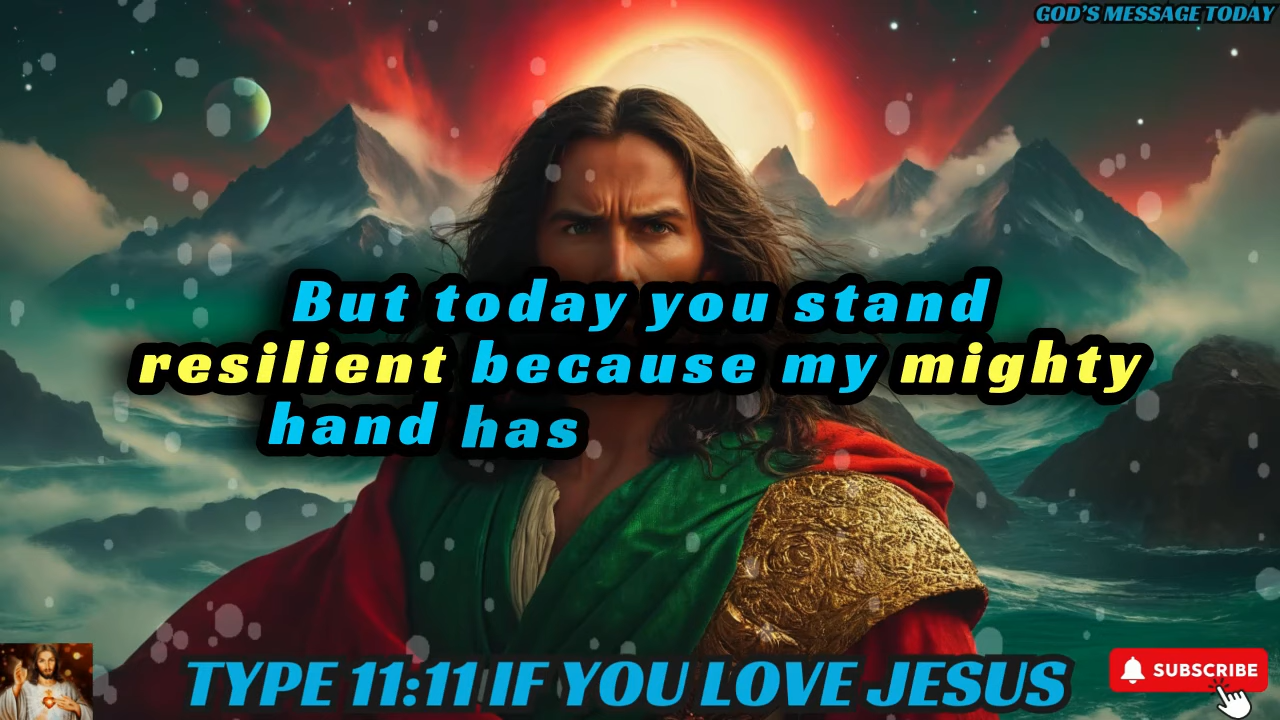 GOD'S MESSAGE TODAY
But today you stand
resilient because my mighty
hand has
TYPE 11:11 IF YOU LOVE JESUS
SUBSCRIBE